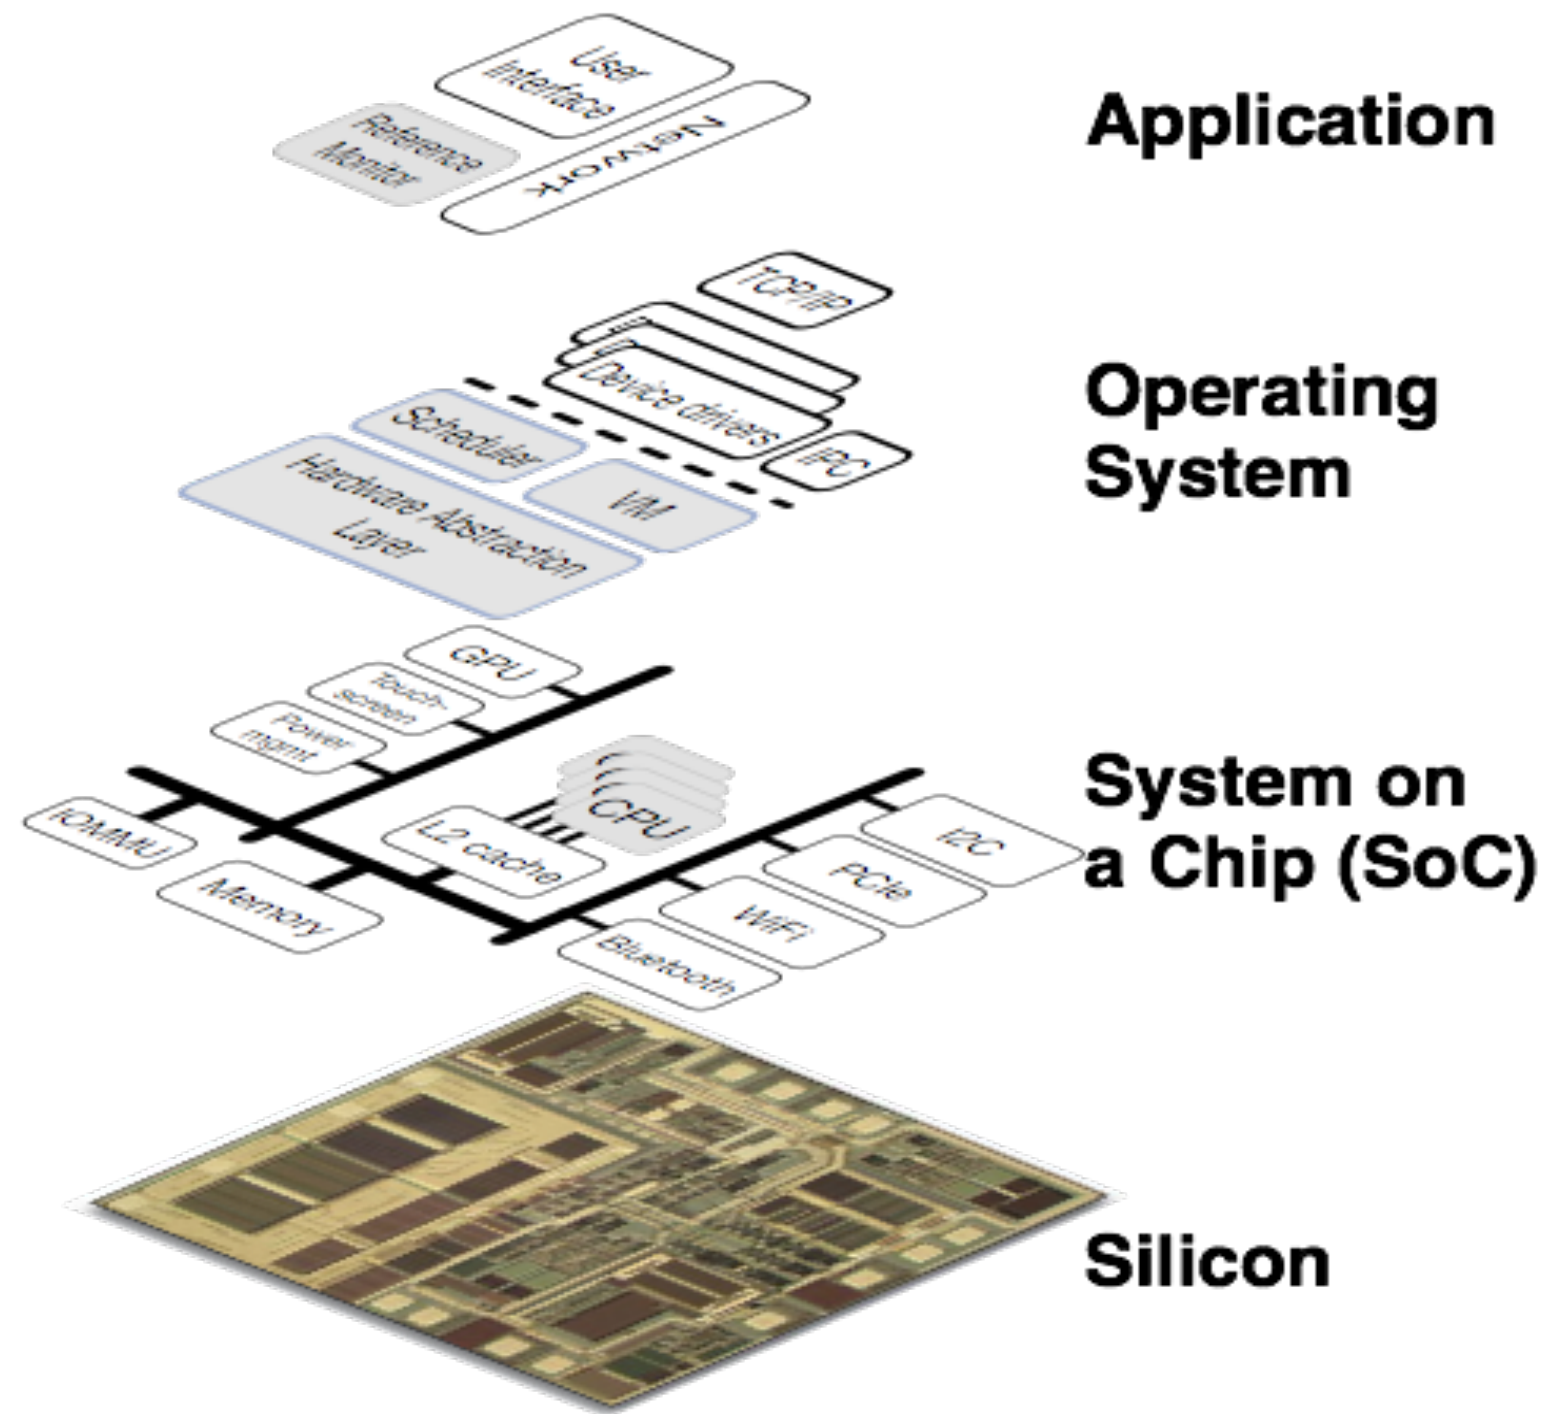 User
Interface
Network
Reference
Monitor
Application
TCP/IP
Device drivers
IPC
Scheduler
VM
Hardware Abstraction
Layer
Operating
System
GPU
Touch-
screen
Power
mgmt
CPU
L2 cache
IOMMU
Memory
I2C
PCIe
WiFi
Bluetooth
System on
a Chip (SoC)
Silicon